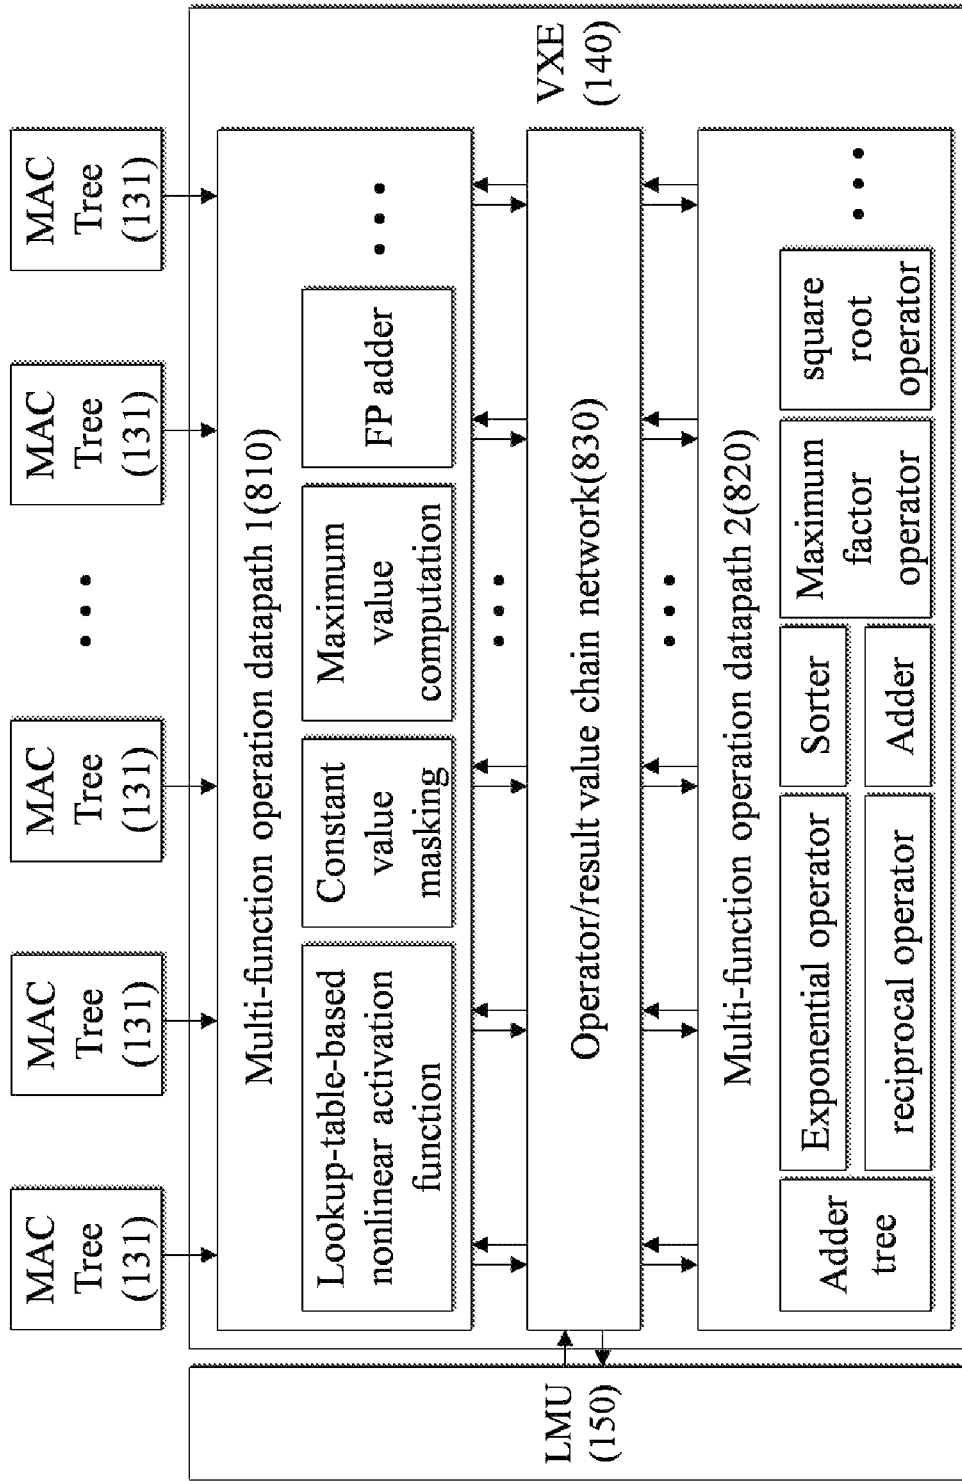 MAC
Tree
(131)
MAC
Tree
(131)
MAC
Tree
(131)
MAC
Tree
(131)
MAC
Tree
(131)
LMU
(150)
VXE
(140)
Multi-function operation datapath 1(810)
Lookup-table-based
nonlinear activation
function
Constant
value
masking
Maximum
value
computation
FP adder
Operator/result value chain network(830)
Multi-function operation datapath 2(820)
Adder
tree
Exponential operator
reciprocal operator
Sorter
Adder
Maximum
factor
operator
square
root
operator